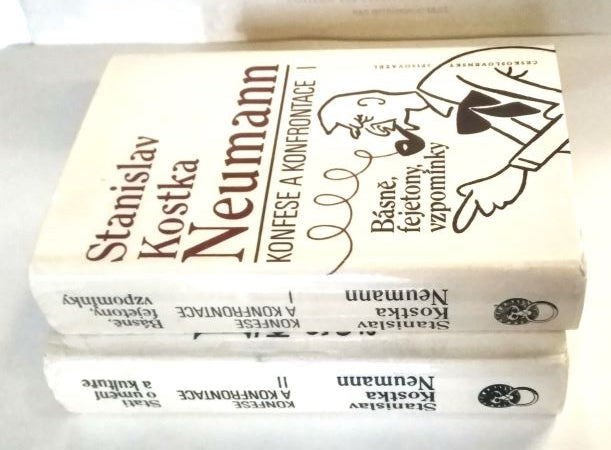 Stanislav
Kostka
Neumann
KONFESE A KONFRONTACE I
Básně,
fejetony,
vzpomínky
ČESKOSLOVENSKÝ SPISOVATEL
Stanislav
Kostka
Neumann
KONFESE
A KONFRONTACE
I
Básně,
fejetony,
vzpomínky
Stanislav
Kostka
Neumann
KONFESE
A KONFRONTACE
II
Stati
o umění
a kultuře